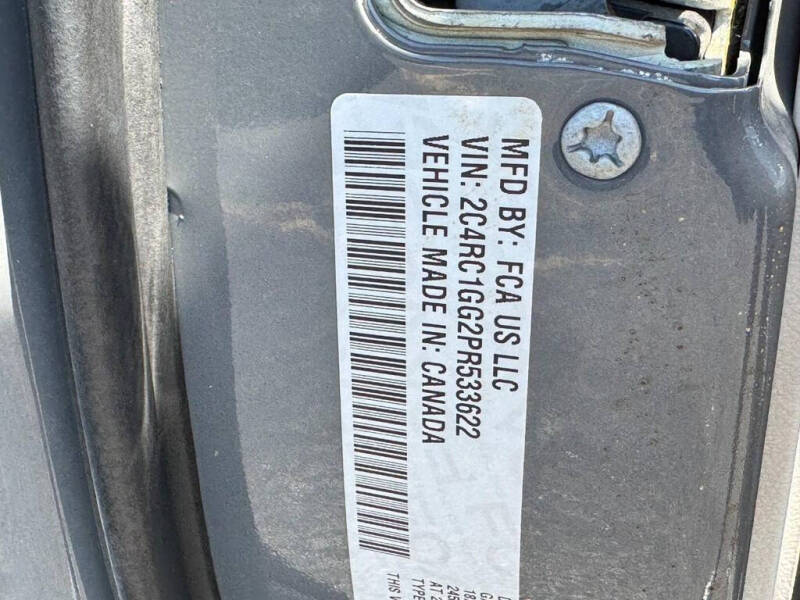 MFD BY: FCA US LLC
VIN: 2C4RC1GG2PR533622
VEHICLE MADE IN: CANADA